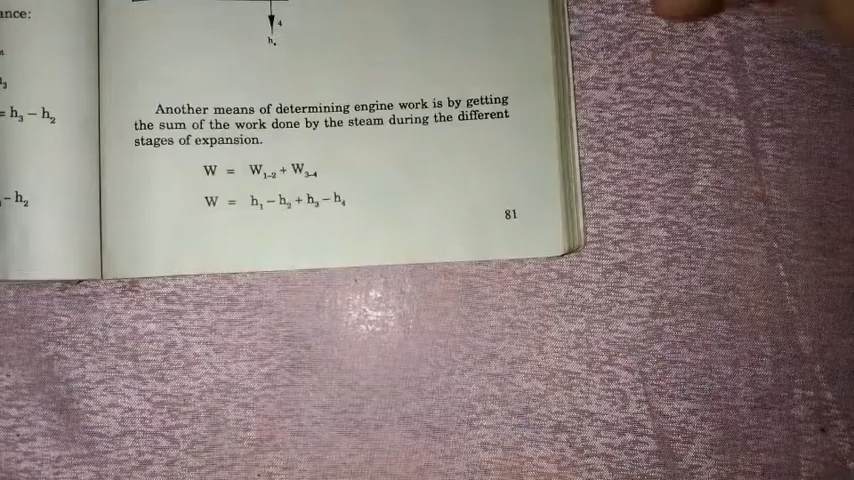 ance:
= h₃ – h₂
– h₂
4
h₄
Another means of determining engine work is by getting
the sum of the work done by the steam during the different
stages of expansion.
W = W₁₋₂ + W₃₋₄
W = h₁ – h₂ + h₃ – h₄
81